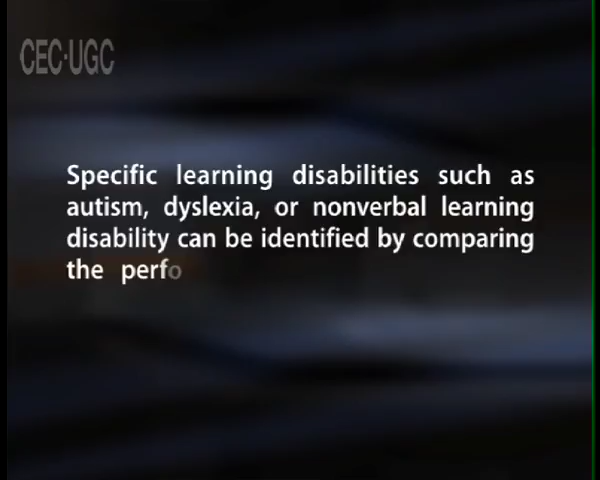 CEC-UGC
Specific learning disabilities such as
autism, dyslexia, or nonverbal learning
disability can be identified by comparing
the perfo